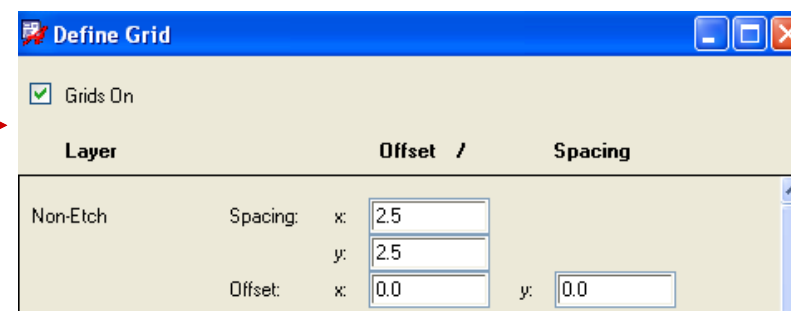 Define Grid
Grids On
Layer Offset / Spacing
Non-Etch Spacing: x: 2.5
y: 2.5
Offset: x: 0.0 y: 0.0